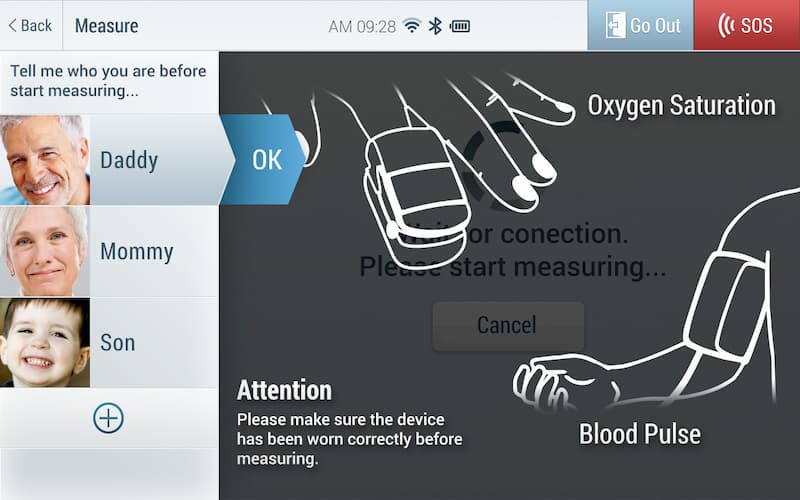 Back
Measure
AM 09:28
Go Out
SOS
Tell me who you are before
start measuring...
Daddy
OK
Mommy
Son
Oxygen Saturation
or conection.
Please start measuring...
Cancel
Attention
Please make sure the device
has been worn correctly before
measuring.
Blood Pulse